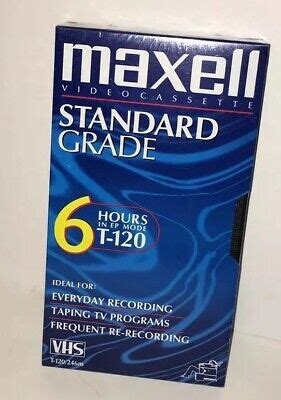 maxell
VIDEOCASSETTE
STANDARD
GRADE
6 HOURS
IN EP MODE
T-120
IDEAL FOR:
EVERYDAY RECORDING
TAPING TV PROGRAMS
FREQUENT RE-RECORDING
VHS
T-120/246m